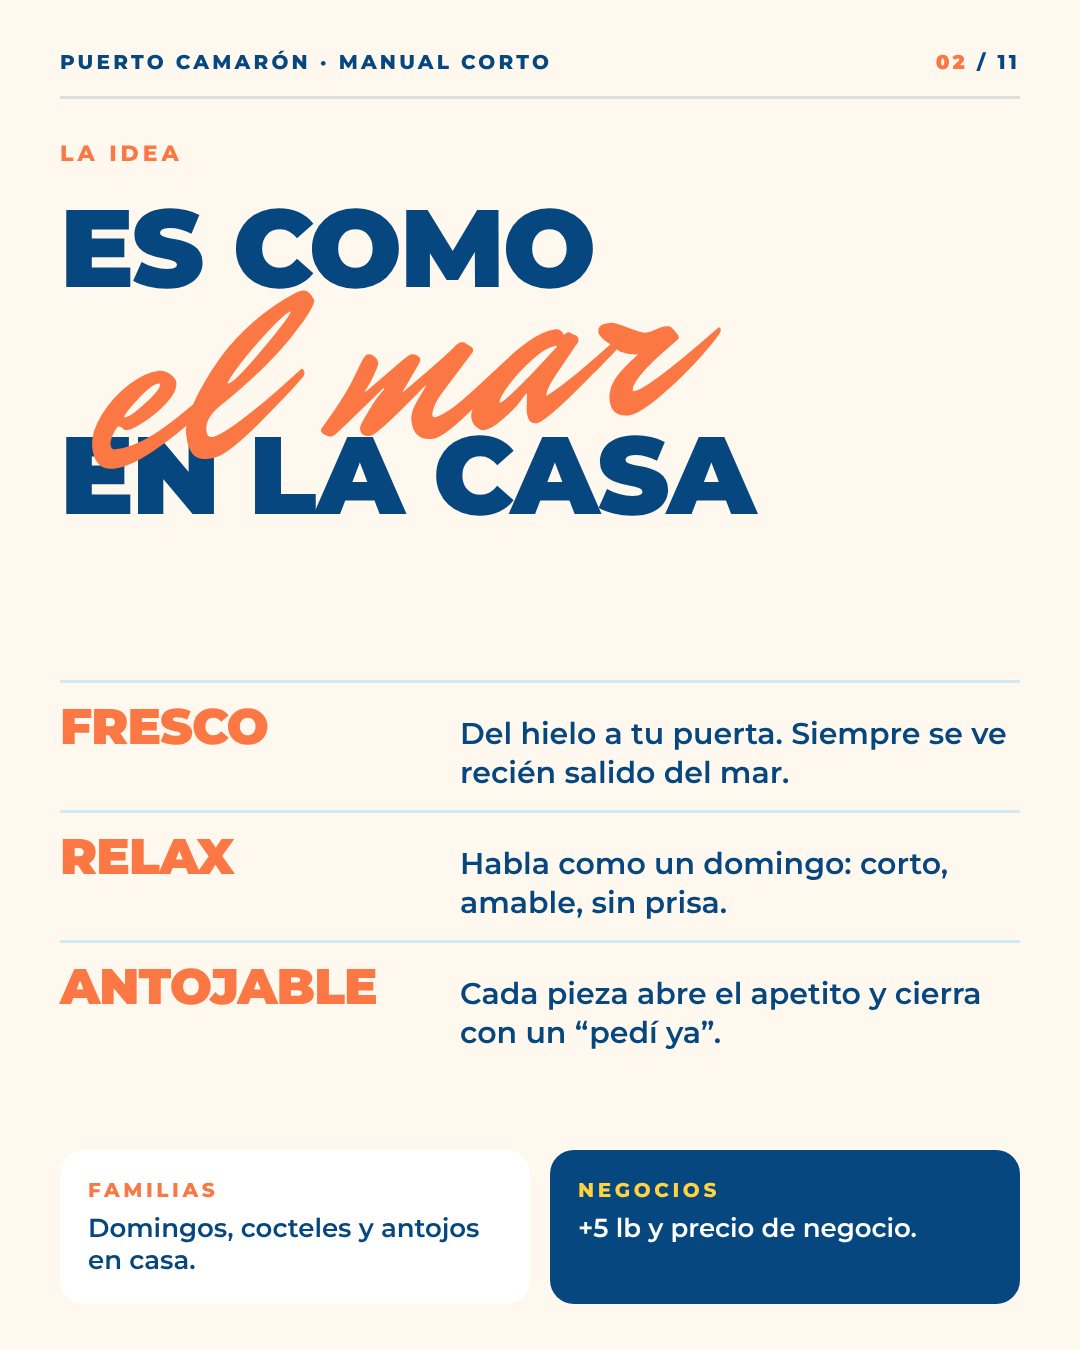 PUERTO CAMARÓN · MANUAL CORTO
02 / 11
LA IDEA
ES COMO
el mar
EN LA CASA
FRESCO
Del hielo a tu puerta. Siempre se ve
recién salido del mar.
RELAX
Habla como un domingo: corto,
amable, sin prisa.
ANTOJABLE
Cada pieza abre el apetito y cierra
con un “pedí ya”.
FAMILIAS
Domingos, cocteles y antojos
en casa.
NEGOCIOS
+5 lb y precio de negocio.